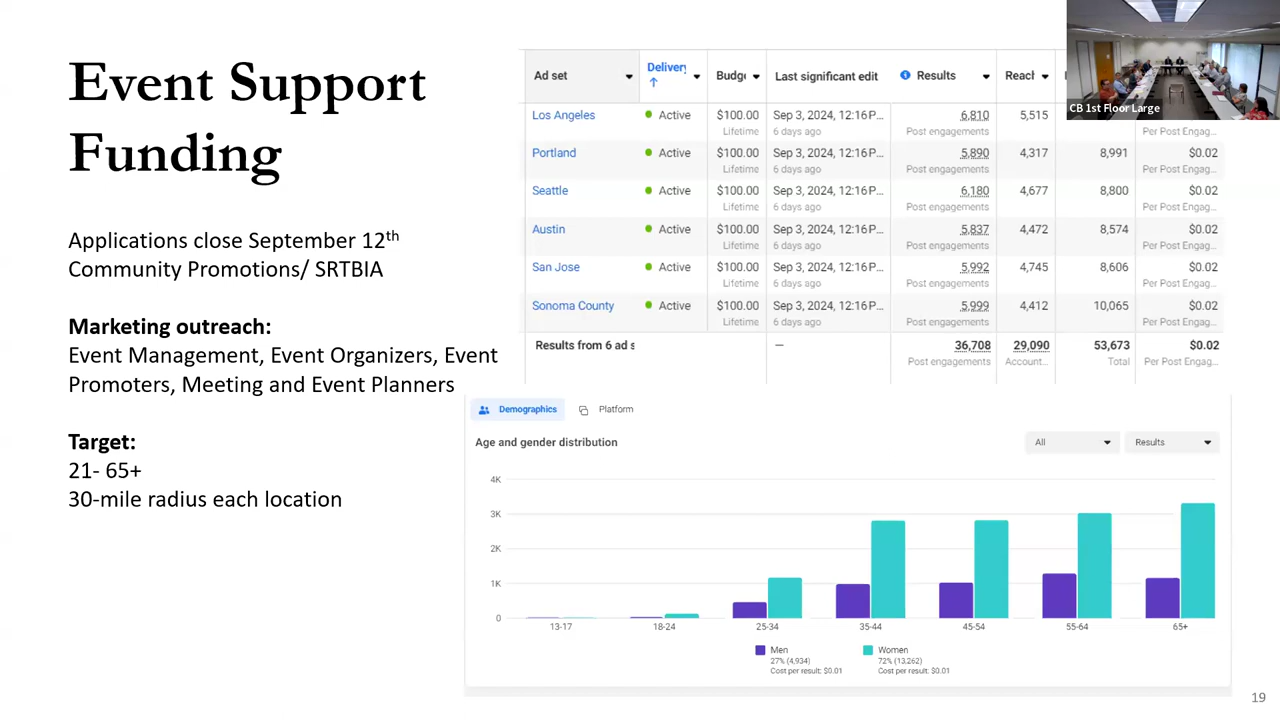 Event Support
Funding
Applications close September 12th
Community Promotions/ SRTBIA
Marketing outreach:
Event Management, Event Organizers, Event
Promoters, Meeting and Event Planners
Target:
21- 65+
30-mile radius each location
Ad set Delivery ↑ Budge Last significant edit Results Reach
Los Angeles Active $100.00 Sep 3, 2024, 12:16 P... 6,810 5,515
Lifetime 6 days ago Post engagements Per Post Engag...
Portland Active $100.00 Sep 3, 2024, 12:16 P... 5,890 4,317 8,991 $0.02
Lifetime 6 days ago Post engagements Per Post Engag...
Seattle Active $100.00 Sep 3, 2024, 12:16 P... 6,180 4,677 8,800 $0.02
Lifetime 6 days ago Post engagements Per Post Engag...
Austin Active $100.00 Sep 3, 2024, 12:16 P... 5,837 4,472 8,574 $0.02
Lifetime 6 days ago Post engagements Per Post Engag...
San Jose Active $100.00 Sep 3, 2024, 12:16 P... 5,992 4,745 8,606 $0.02
Lifetime 6 days ago Post engagements Per Post Engag...
Sonoma County Active $100.00 Sep 3, 2024, 12:16 P... 5,999 4,412 10,065 $0.02
Lifetime 6 days ago Post engagements Per Post Engag...
Results from 6 ad s — 36,708 29,090 53,673 $0.02
Post engagements Account... Total Per Post Engag...
CB 1st Floor Large
Demographics Platform
Age and gender distribution
All Results
4K
3K
2K
1K
0
13-17 18-24 25-34 35-44 45-54 55-64 65+
Men Women
27% (4,934) 72% (13,262)
Cost per result: $0.01 Cost per result: $0.01
19